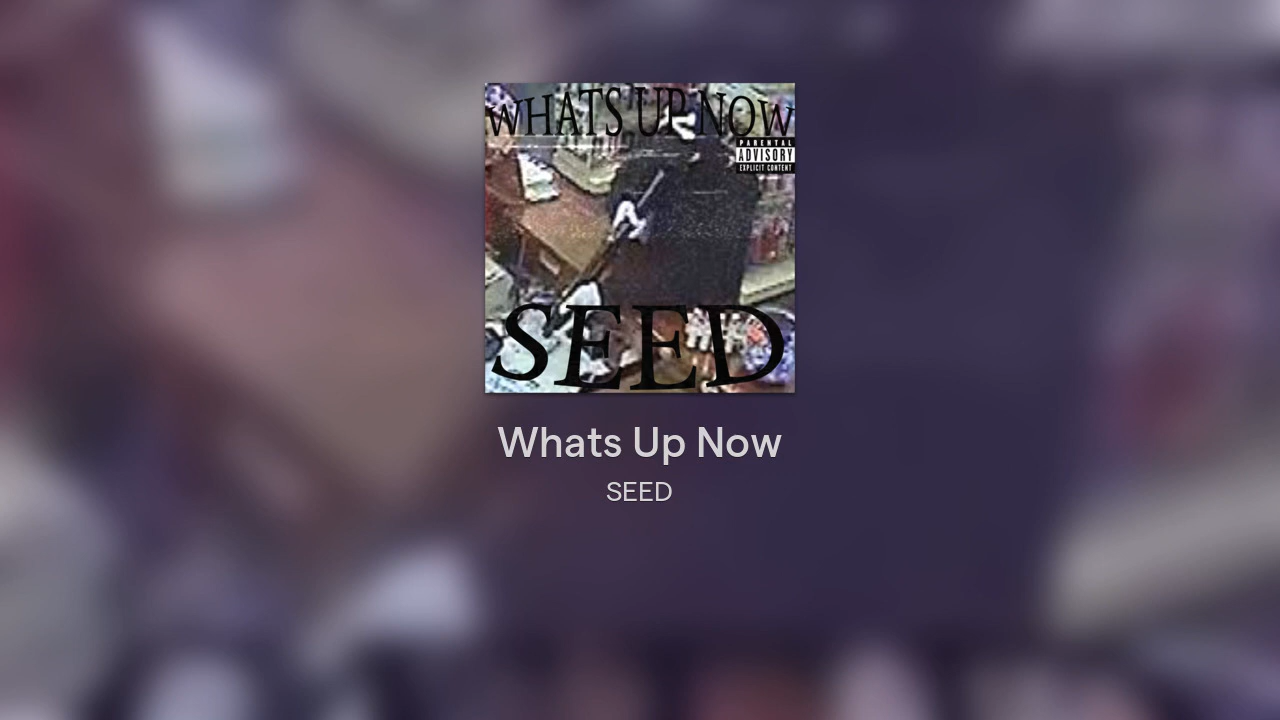 WHATS UP NOW
PARENTAL
ADVISORY
EXPLICIT CONTENT
SEED
Whats Up Now
SEED